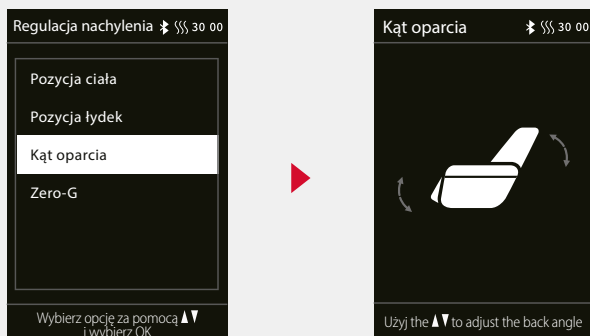 Regulacja nachylenia 30 00
Pozycja ciała
Pozycja łydek
Kąt oparcia
Zero-G
Wybierz opcję za pomocą
i wybierz OK
Kąt oparcia 30 00
Użyj the to adjust the back angle